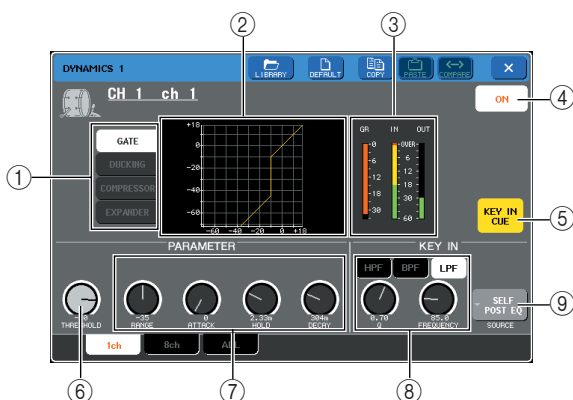 ② ③
DYNAMICS 1 LIBRARY DEFAULT COPY PASTE COMPARE ×
CH 1 ch 1
ON ④
①
GATE
DUCKING
COMPRESSOR
EXPANDER
+18
0
-20
-40
-60
-60 -40 -20 0 +18
GR IN OUT
0 OVER
6 6
12 12
18 18
30 30
60
KEY IN
CUE ⑤
PARAMETER KEY IN
HPF BPF LPF
THRESHOLD
-35 0 2.33m 304m
RANGE ATTACK HOLD DECAY
0.70 85.0
Q FREQUENCY
SELF
POST EQ ⑨
SOURCE
1ch 8ch ALL
⑥ ⑦ ⑧